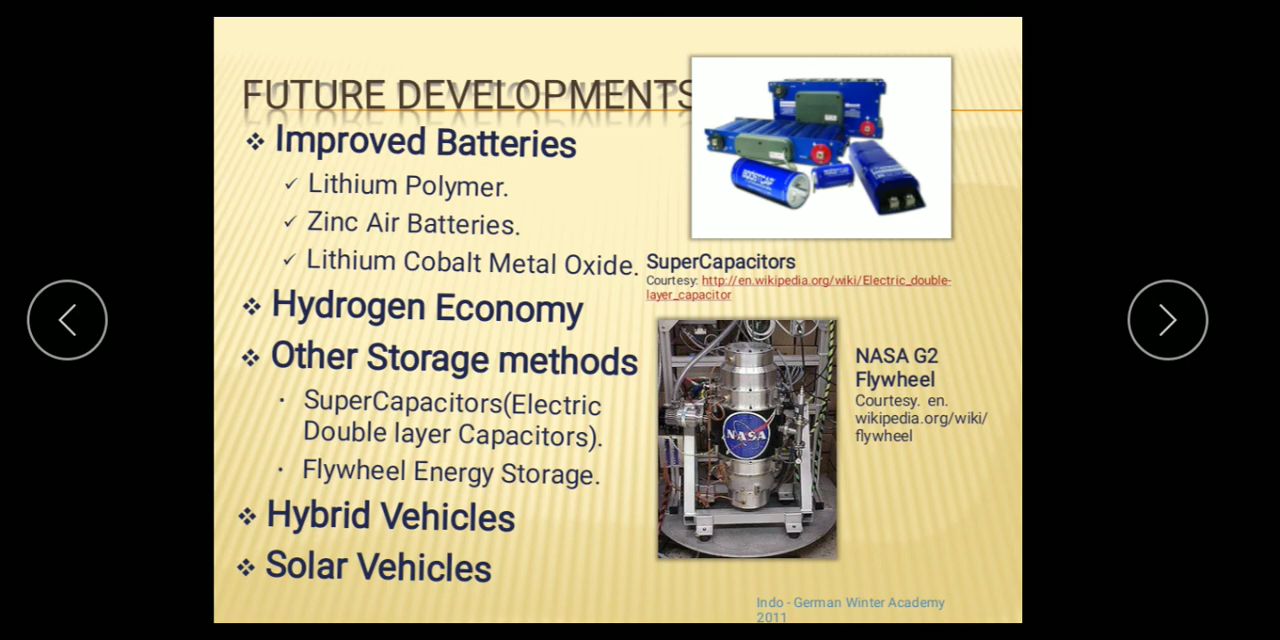 FUTURE DEVELOPMENTS
Improved Batteries
Lithium Polymer.
Zinc Air Batteries.
Lithium Cobalt Metal Oxide.
Hydrogen Economy
Other Storage methods
SuperCapacitors(Electric
Double layer Capacitors).
Flywheel Energy Storage.
Hybrid Vehicles
Solar Vehicles
SuperCapacitors
Courtesy: http://en.wikipedia.org/wiki/Electric_double-
layer_capacitor
NASA
NASA G2
Flywheel
Courtesy. en.
wikipedia.org/wiki/
flywheel
Indo - German Winter Academy
2011